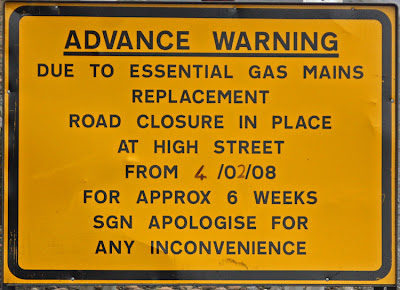 ADVANCE WARNING
DUE TO ESSENTIAL GAS MAINS
REPLACEMENT
ROAD CLOSURE IN PLACE
AT HIGH STREET
FROM 4 /02/08
FOR APPROX 6 WEEKS
SGN APOLOGISE FOR
ANY INCONVENIENCE